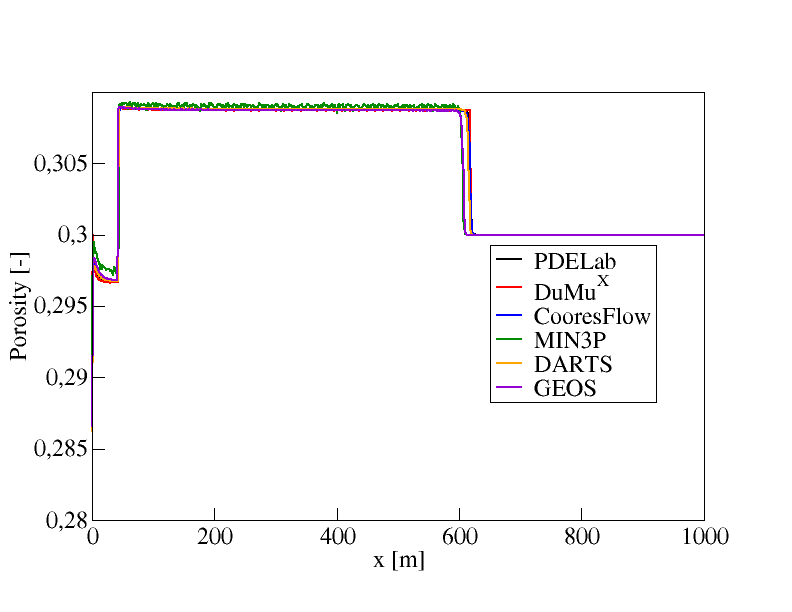 0,305
0,3
0,295
0,29
0,285
0,28
Porosity [-]
PDELab
DuMuX
CooresFlow
MIN3P
DARTS
GEOS
0 200 400 600 800 1000
x [m]